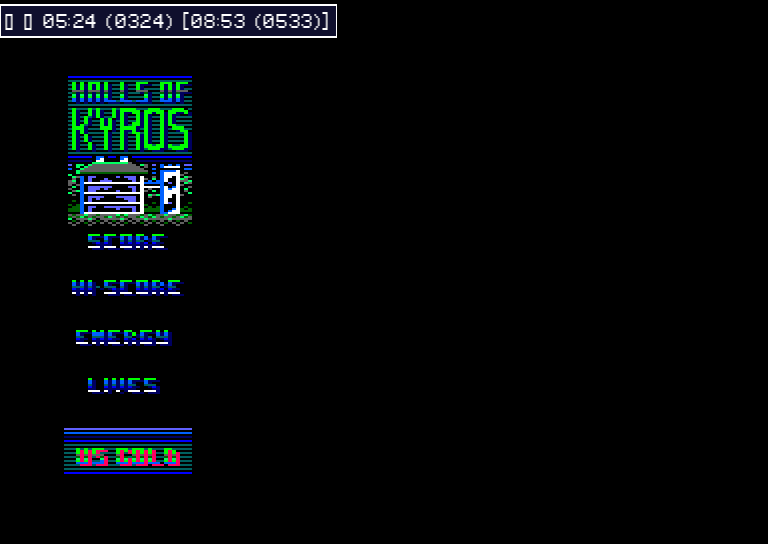 05:24 (0324) [08:53 (0533)]
HALLS OF
KYROS
SCORE
HI-SCORE
ENERGY
LIVES
US GOLD